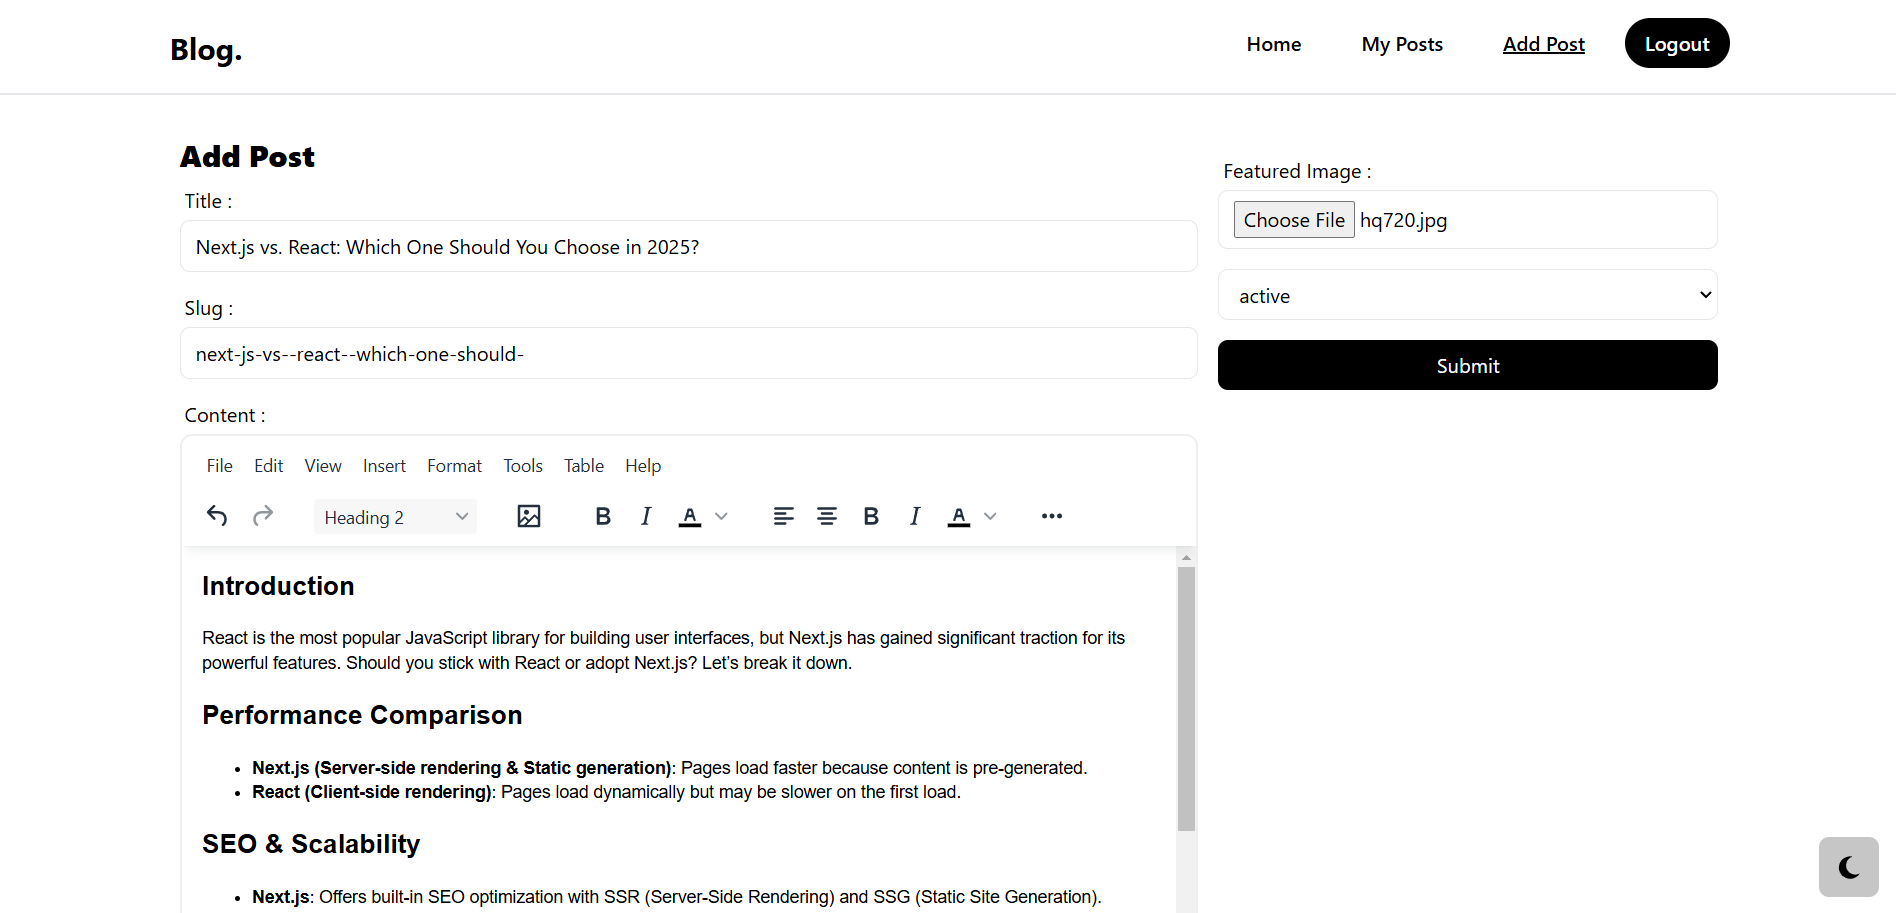 Blog.
Home
My Posts
Add Post
Logout
Add Post
Title :
Next.js vs. React: Which One Should You Choose in 2025?
Slug :
next-js-vs--react--which-one-should-
Content :
File Edit View Insert Format Tools Table Help
Heading 2
B I A B I A
Introduction
React is the most popular JavaScript library for building user interfaces, but Next.js has gained significant traction for its
powerful features. Should you stick with React or adopt Next.js? Let’s break it down.
Performance Comparison
• Next.js (Server-side rendering & Static generation): Pages load faster because content is pre-generated.
• React (Client-side rendering): Pages load dynamically but may be slower on the first load.
SEO & Scalability
• Next.js: Offers built-in SEO optimization with SSR (Server-Side Rendering) and SSG (Static Site Generation).
Featured Image :
Choose File hq720.jpg
active
Submit